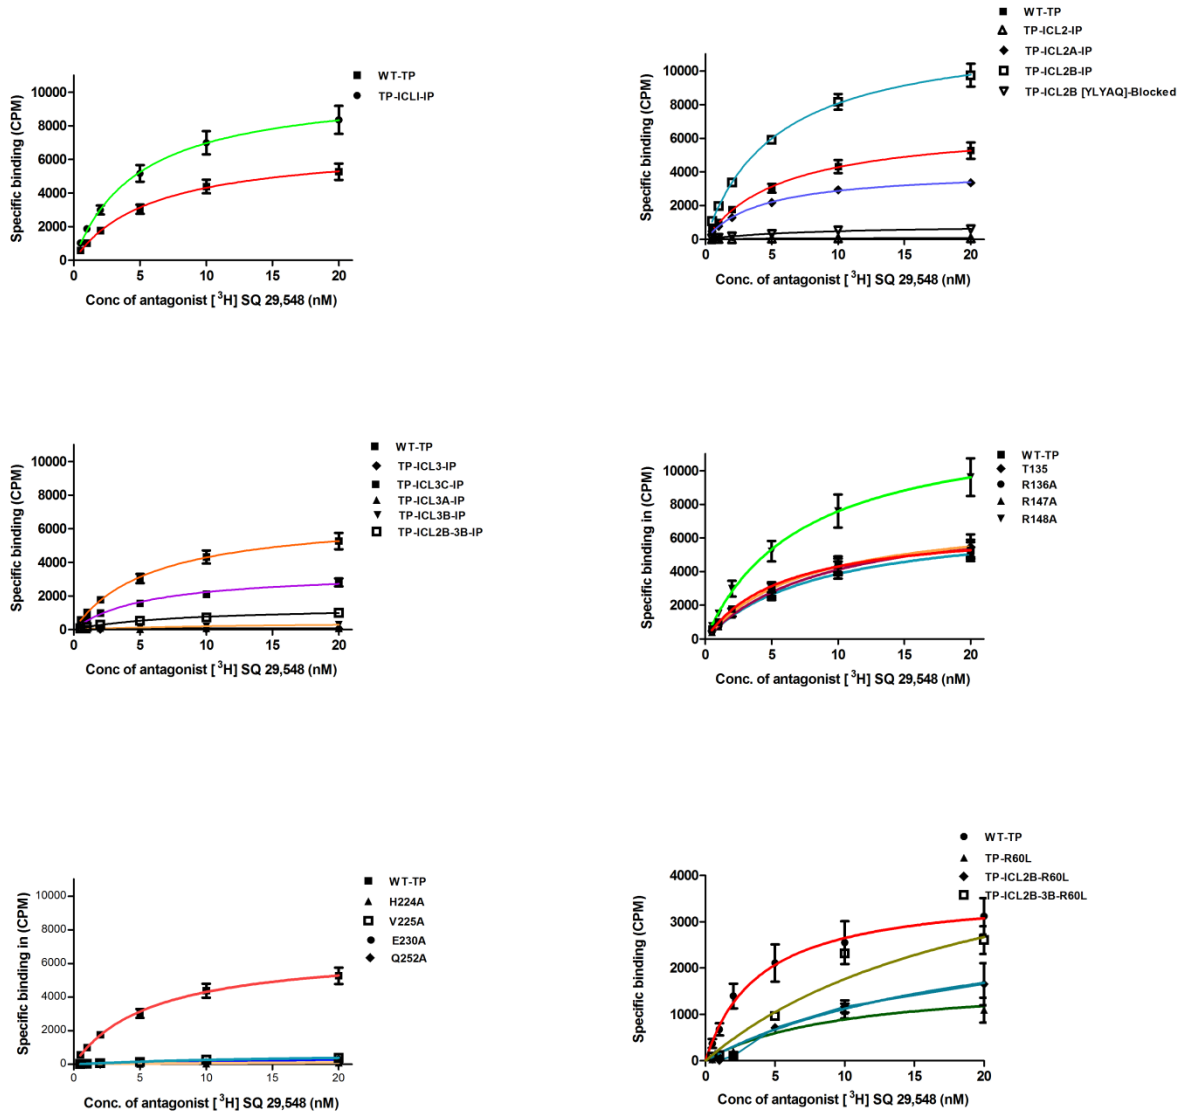 WT-TP
TP-ICLI-IP
10000
8000
6000
4000
2000
0
Specific binding (CPM)
0 5 10 15 20
Conc of antagonist [³H] SQ 29,548 (nM)
WT-TP
TP-ICL2-IP
TP-ICL2A-IP
TP-ICL2B-IP
TP-ICL2B [YLYAQ]-Blocked
10000
8000
6000
4000
2000
0
Specific binding (CPM)
0 5 10 15 20
Conc. of antagonist [³H] SQ 29,548 (nM)
WT-TP
TP-ICL3-IP
TP-ICL3C-IP
TP-ICL3A-IP
TP-ICL3B-IP
TP-ICL2B-3B-IP
10000
8000
6000
4000
2000
0
Specific binding (CPM)
0 5 10 15 20
Conc of antagonist [³H] SQ 29,548 (nM)
WT-TP
T135
R136A
R147A
R148A
10000
8000
6000
4000
2000
0
Specific binding in (CPM)
0 5 10 15 20
Conc. of antagonist [³H] SQ 29,548 (nM)
WT-TP
H224A
V225A
E230A
Q252A
10000
8000
6000
4000
2000
0
Specific binding in (CPM)
0 5 10 15 20
Conc. of antagonist [³H] SQ 29,548 (nM)
WT-TP
TP-R60L
TP-ICL2B-R60L
TP-ICL2B-3B-R60L
4000
3000
2000
1000
0
Specific binding (CPM)
0 5 10 15 20
Conc. of antagonist [³H] SQ 29,548 (nM)